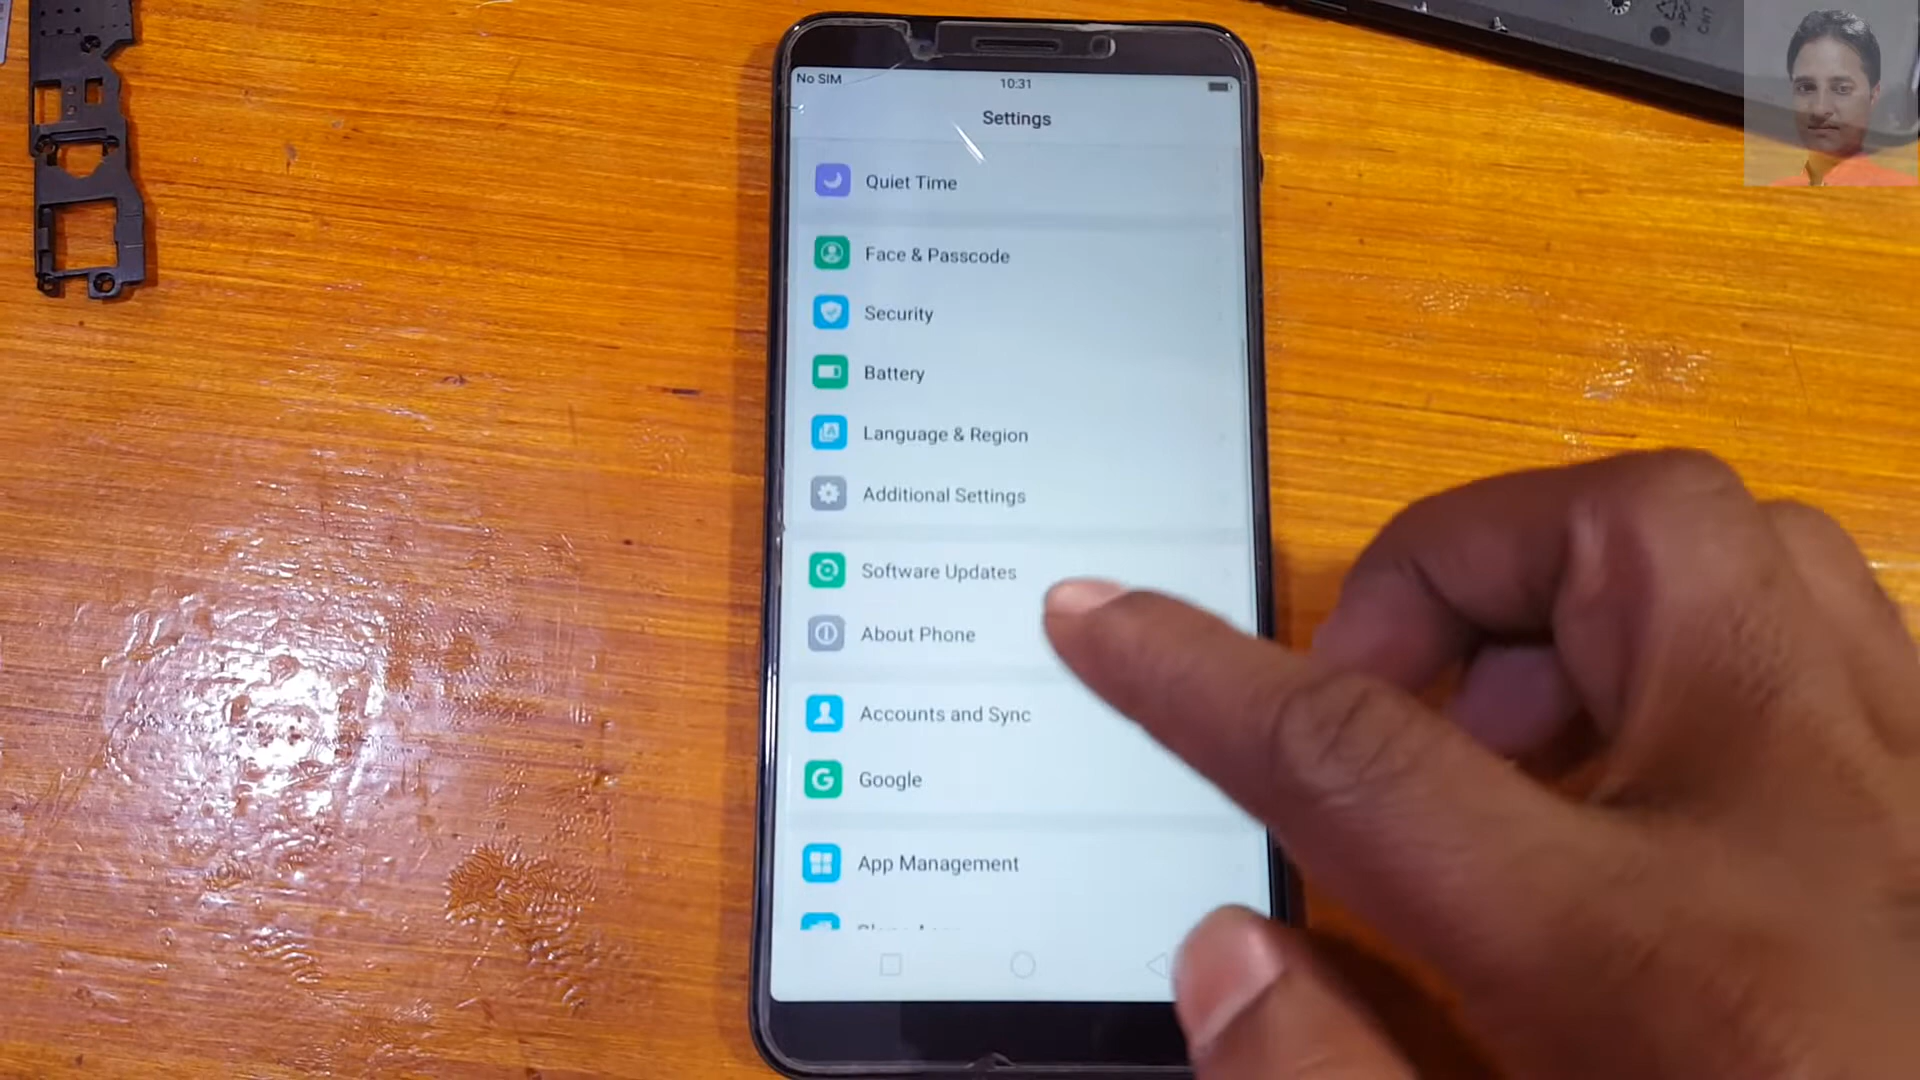 No SIM
10:31
Settings
Quiet Time
Face & Passcode
Security
Battery
Language & Region
Additional Settings
Software Updates
About Phone
Accounts and Sync
Google
App Management